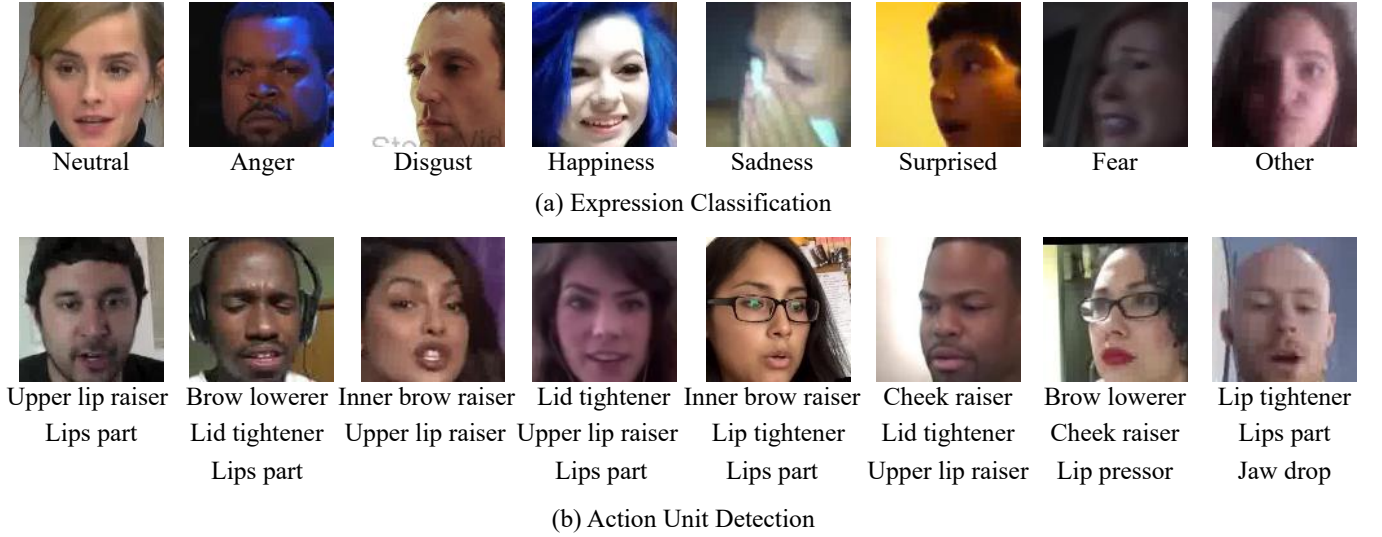 Neutral Anger Disgust Happiness Sadness Surprised Fear Other
(a) Expression Classification
Upper lip raiser Brow lowerer Inner brow raiser Lid tightener Inner brow raiser Cheek raiser Brow lowerer Lip tightener
Lips part Lid tightener Upper lip raiser Upper lip raiser Lip tightener Lid tightener Cheek raiser Lips part
Lips part Lips part Lips part Upper lip raiser Lip pressor Jaw drop
(b) Action Unit Detection